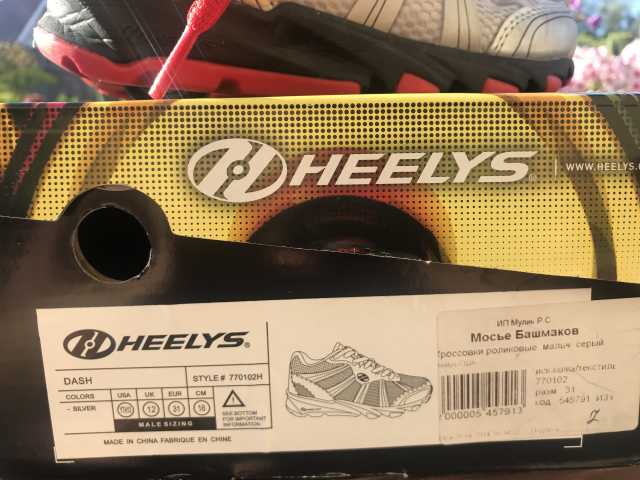 HEELYS®
WWW.HEELYS.
HEELYS®
DASH
STYLE # 770102H
COLORS USA UK EUR CM
- SILVER 12 31 18
MALE SIZING
SEE BOTTOM
FOR IMPORTANT
INFORMATION
MADE IN CHINA FABRIQUE EN CHINE
ИП Мулин Р С
Мосье Башмаков
Кроссовки роликовые мальч серый
770102
разм 31
код 545791
2